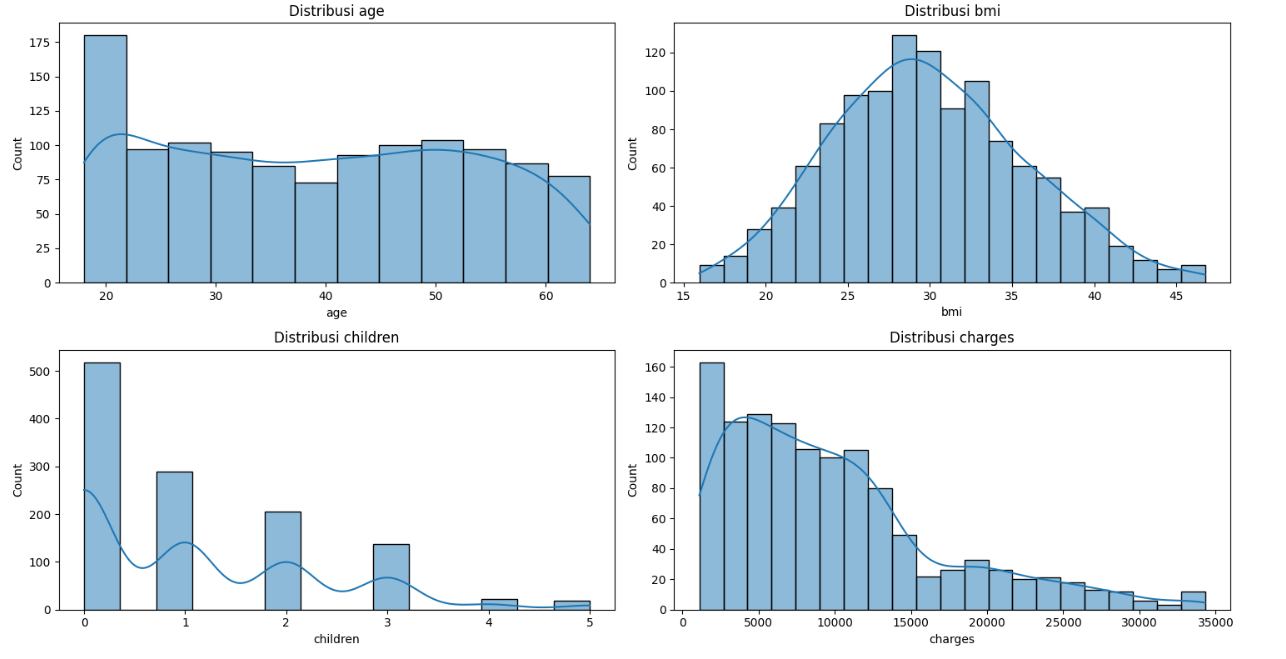 Distribusi age
175
150
125
100
75
50
25
0
Count
20 30 40 50 60
age
Distribusi bmi
120
100
80
60
40
20
0
Count
15 20 25 30 35 40 45
bmi
Distribusi children
500
400
300
200
100
0
Count
0 1 2 3 4 5
children
Distribusi charges
160
140
120
100
80
60
40
20
0
Count
0 5000 10000 15000 20000 25000 30000 35000
charges